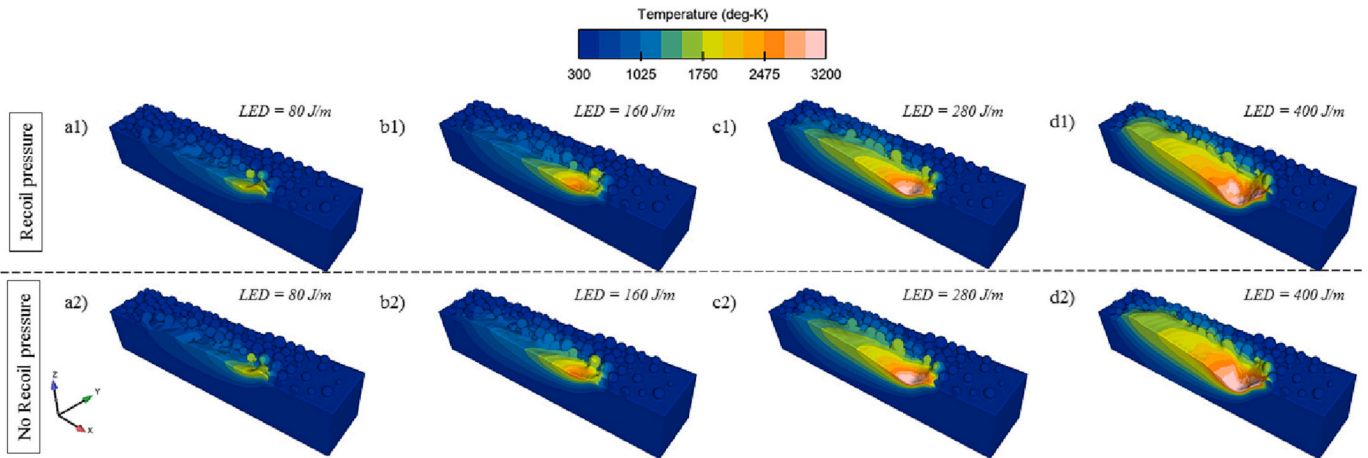 Temperature (deg-K)
300 1025 1750 2475 3200
Recoil pressure
a1) LED = 80 J/m b1) LED = 160 J/m c1) LED = 280 J/m d1) LED = 400 J/m
No Recoil pressure
a2) LED = 80 J/m b2) LED = 160 J/m c2) LED = 280 J/m d2) LED = 400 J/m
Z
Y
X